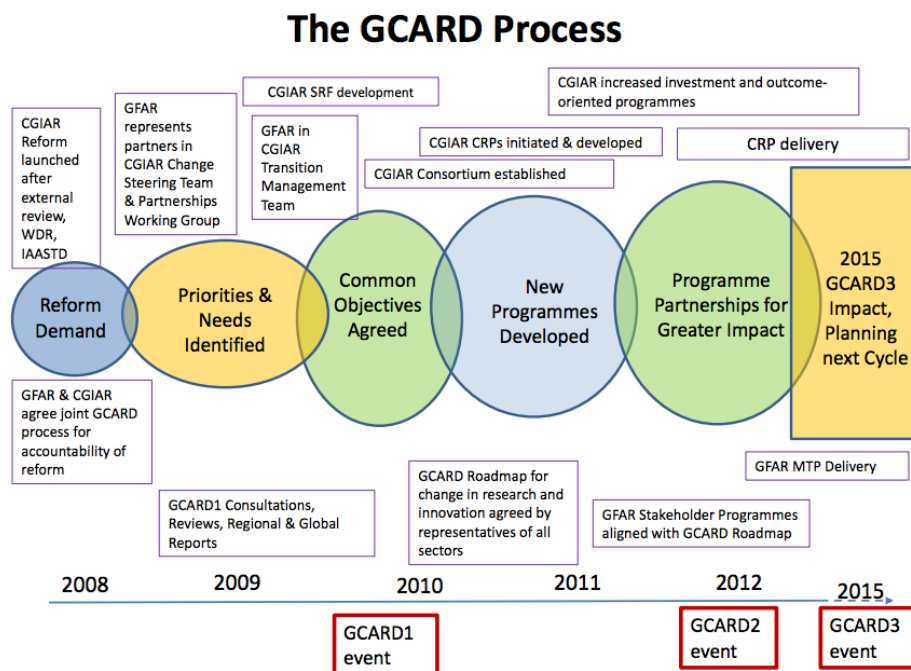 The GCARD Process
CGIAR SRF development
CGIAR increased investment and outcome-
oriented programmes
CGIAR
Reform
launched
after
external
review,
WDR,
IAASTD
GFAR
represents
partners in
CGIAR Change
Steering Team
& Partnerships
Working Group
GFAR in
CGIAR
Transition
Management
Team
CGIAR CRPs initiated & developed
CRP delivery
CGIAR Consortium established
Reform
Demand
Priorities &
Needs
Identified
Common
Objectives
Agreed
New
Programmes
Developed
Programme
Partnerships for
Greater Impact
2015
GCARD3
Impact,
Planning
next Cycle
GFAR & CGIAR
agree joint GCARD
process for
accountability of
reform
GCARD1 Consultations,
Reviews, Regional & Global
Reports
GCARD Roadmap for
change in research and
innovation agreed by
representatives of all
sectors
GFAR MTP Delivery
GFAR Stakeholder Programmes
aligned with GCARD Roadmap
2008
2009
2010
2011
2012
2015
GCARD1
event
GCARD2
event
GCARD3
event